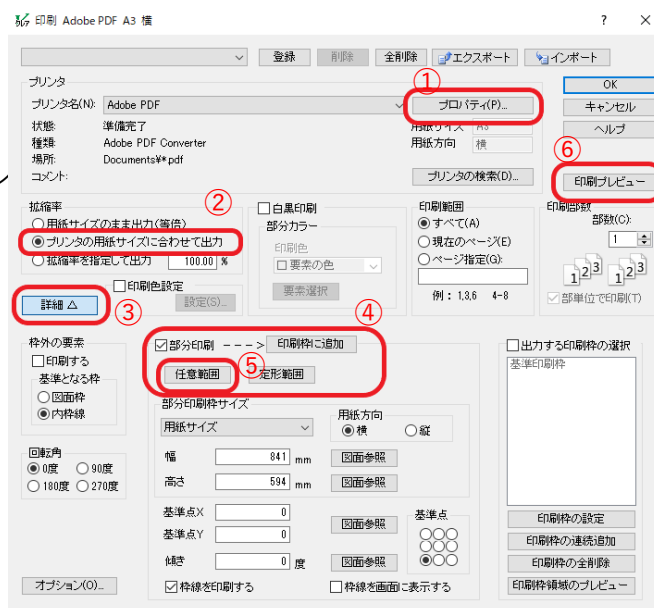 印刷 Adobe PDF A3 横
? ×
登録 削除 全削除 エクスポート インポート
プリンタ
①
プリンタ名(N): Adobe PDF プロパティ(P)...
OK
キャンセル
ヘルプ
状態: 準備完了
用紙サイズ A3
種類: Adobe PDF Converter
用紙方向 横
場所: Documents¥*.pdf
コメント:
プリンタの検索(D)...
⑥
印刷プレビュー
拡縮率
②
○用紙サイズのまま出力(等倍)
プリンタの用紙サイズに合わせて出力
拡縮率を指定して出力 100.00 %
白黒印刷
部分カラー
印刷色
□要素の色
要素選択
印刷範囲
すべて(A)
現在のページ(E)
ページ指定(G):
例: 1,3,6 4-8
印刷部数
部数(C):
1
1 2 3 1 2 3
部単位で印刷(T)
詳細 △
③
印刷色設定
設定(S)...
枠外の要素
印刷する
基準となる枠
図面枠
内枠線
④
部分印刷 ---> 印刷枠に追加
任意範囲
⑤
定形範囲
出力する印刷枠の選択
基準印刷枠
部分印刷枠サイズ
用紙サイズ
用紙方向
横 縦
幅 841 mm 図面参照
高さ 594 mm 図面参照
回転角
0度 90度
180度 270度
基準点X 0
基準点Y 0
図面参照
基準点
傾き 0 度 図面参照
印刷枠の設定
印刷枠の連続追加
印刷枠の全削除
印刷枠領域のプレビュー
オプション(O)...
枠線を印刷する
枠線を画面に表示する